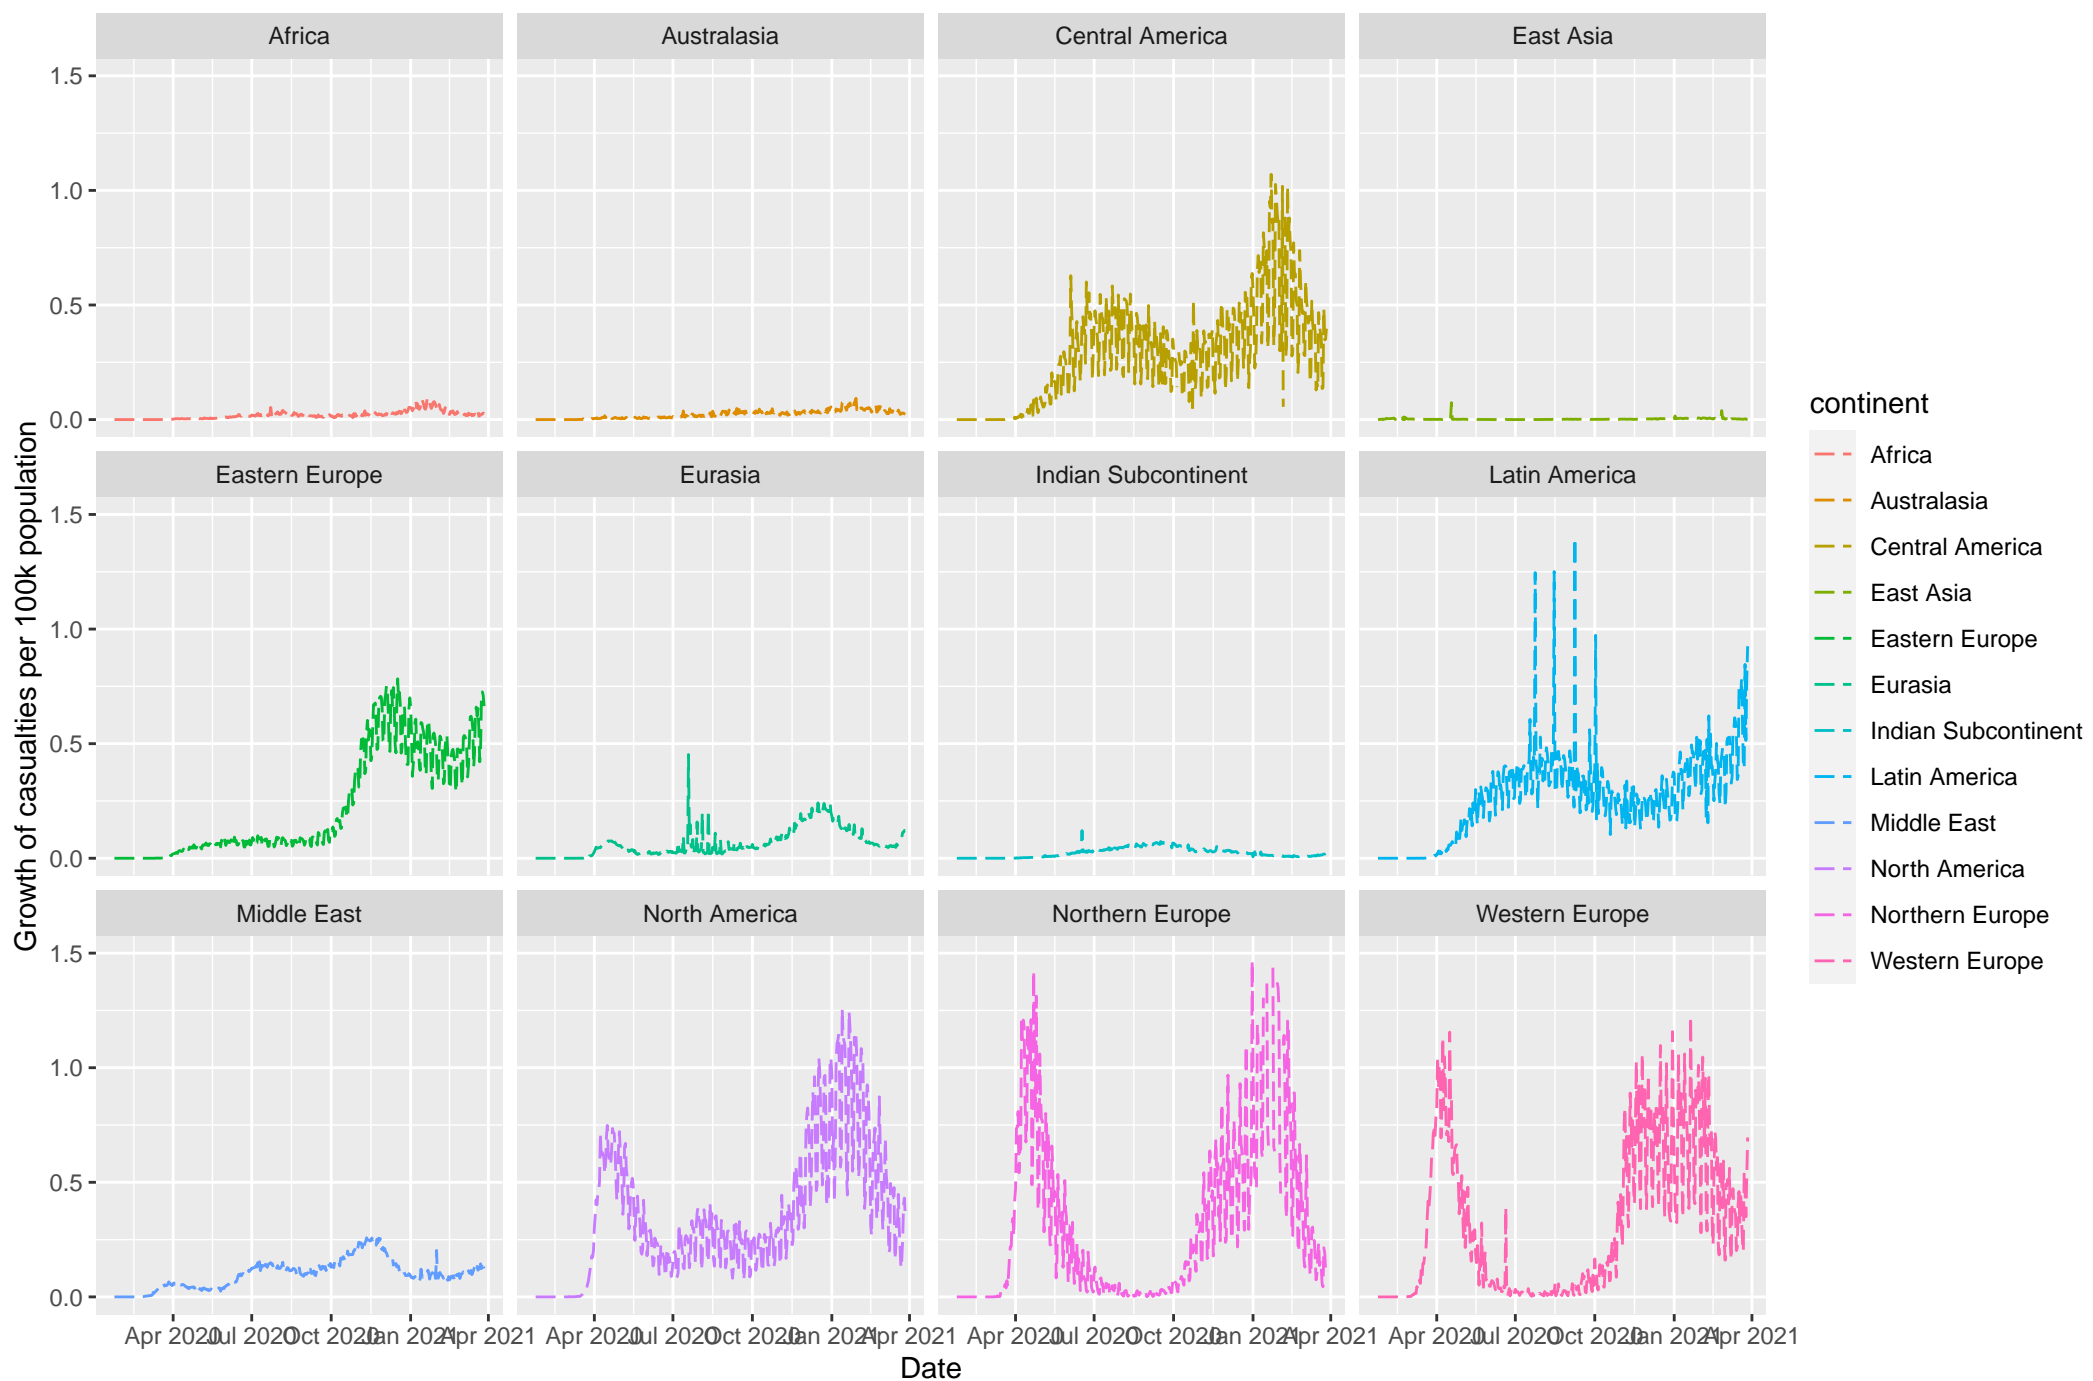 Africa Australasia Central America East Asia
1.5
1.0
0.5
0.0
Eastern Europe Eurasia Indian Subcontinent Latin America
1.5
1.0
0.5
0.0
Middle East North America Northern Europe Western Europe
1.5
1.0
0.5
0.0
Apr 2020 Jul 2020 Oct 2020 Jan 2021 Apr 2021 Apr 2020 Jul 2020 Oct 2020 Jan 2021 Apr 2021 Apr 2020 Jul 2020 Oct 2020 Jan 2021 Apr 2021 Apr 2020 Jul 2020 Oct 2020 Jan 2021 Apr 2021
Date
Growth of casualties per 100k population
continent
Africa
Australasia
Central America
East Asia
Eastern Europe
Eurasia
Indian Subcontinent
Latin America
Middle East
North America
Northern Europe
Western Europe